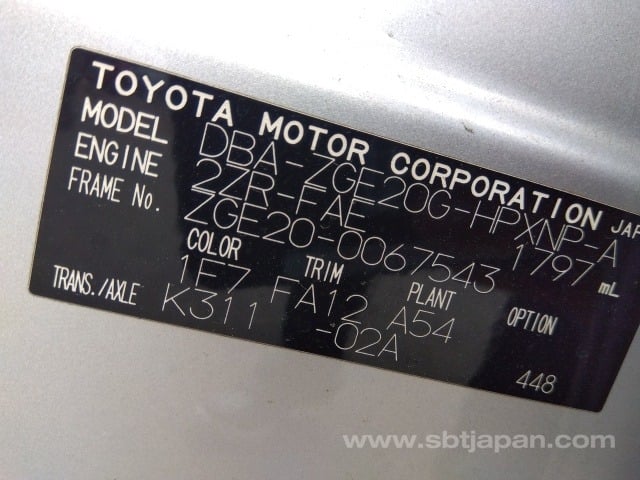 TOYOTA MOTOR CORPORATION JAP
MODEL DBA-ZGE20G-HPXNP-A
ENGINE 2ZR-FAE 1797 mL
FRAME No. ZGE20-0067543
COLOR TRIM PLANT OPTION
1E7 FA12 A54
TRANS./AXLE K311 -02A
448
www.sbtjapan.com